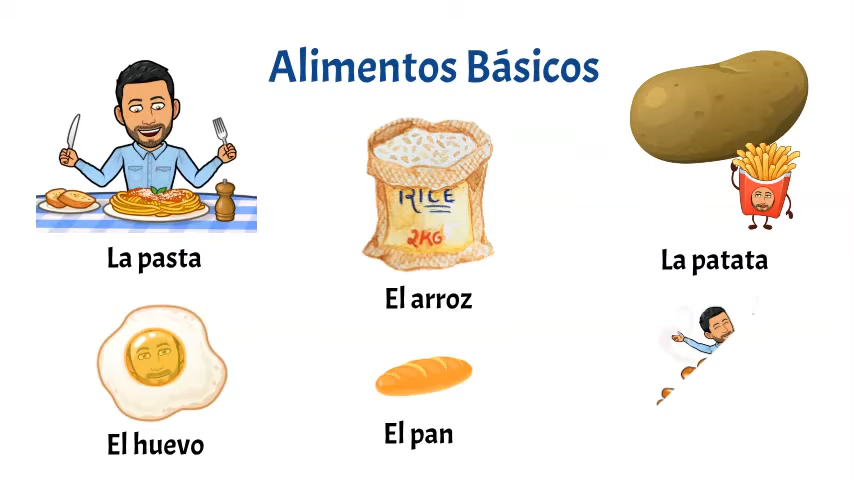 Alimentos Básicos
RICE
2KG
La pasta
El arroz
La patata
El huevo
El pan